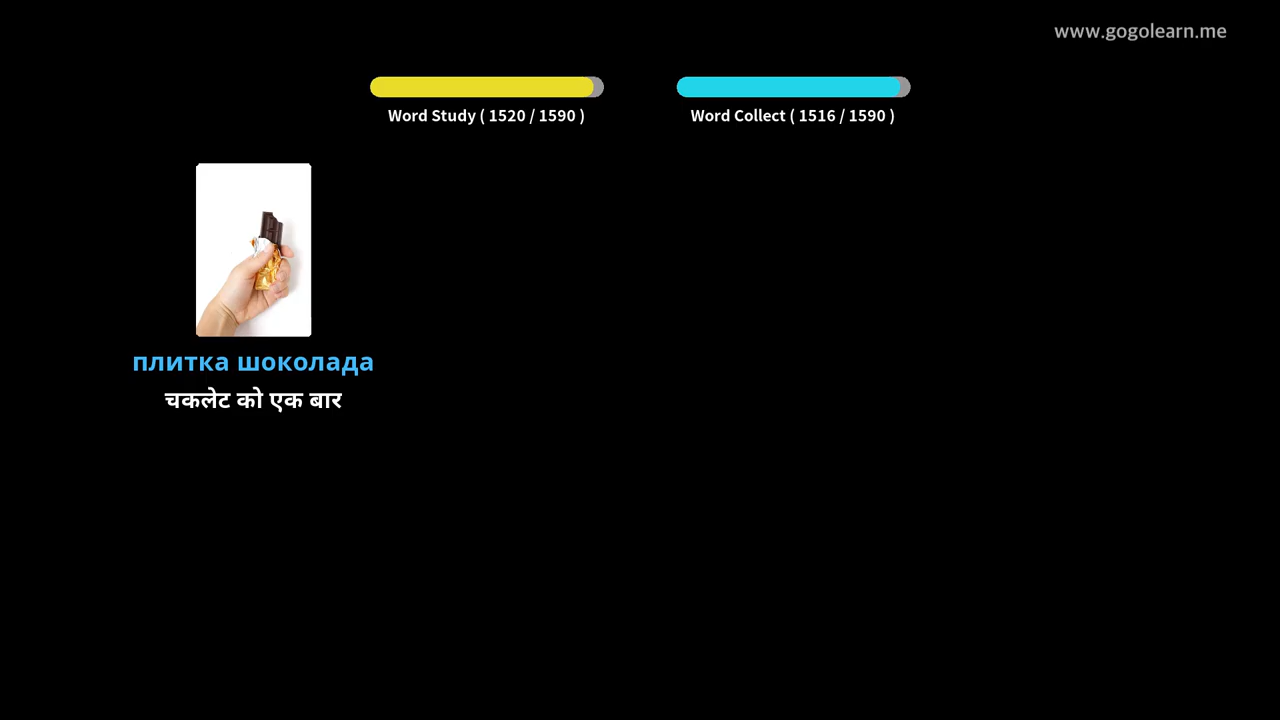 www.gogolearn.me
Word Study ( 1520 / 1590 )
Word Collect ( 1516 / 1590 )
плитка шоколада
चकलेट को एक बार